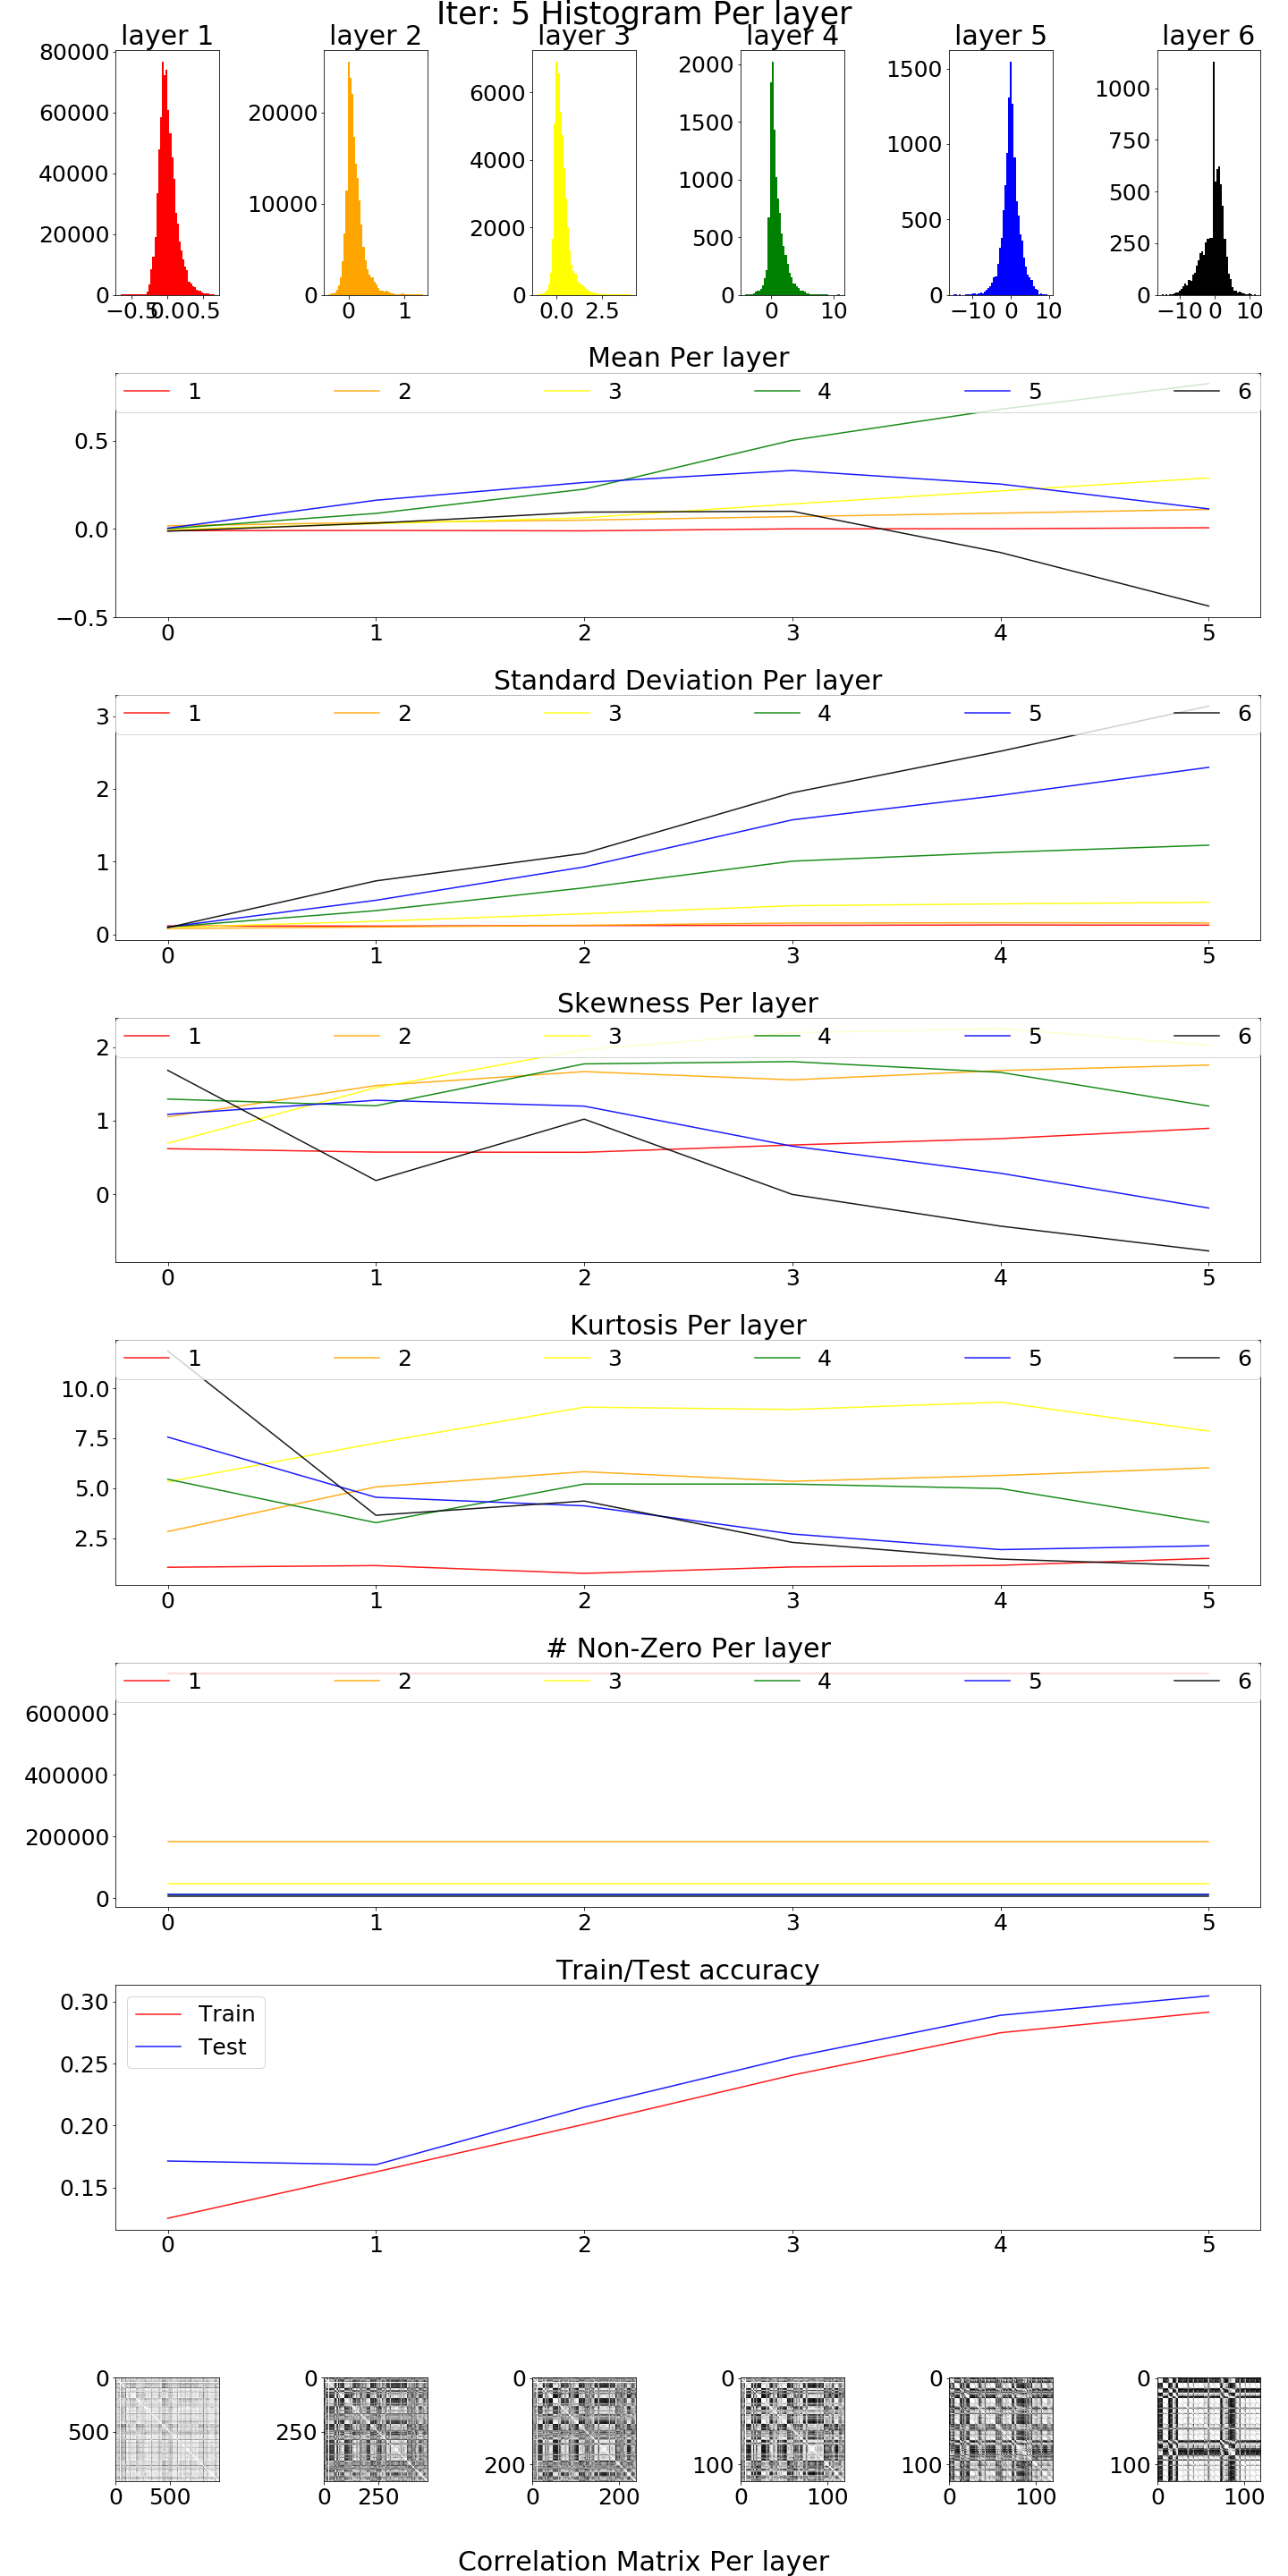 Iter: 5 Histogram Per layer
layer 1 layer 2 layer 3 layer 4 layer 5 layer 6
80000
60000
40000
20000
0
−0.5 0.0 0.5
20000
10000
0
0 1
6000
4000
2000
0
0.0 2.5
2000
1500
1000
500
0
0 10
1500
1000
500
0
−10 0 10
1000
750
500
250
0
−10 0 10
Mean Per layer
1 2 3 4 5 6
0.5
0.0
−0.5
0 1 2 3 4 5
Standard Deviation Per layer
1 2 3 4 5 6
3
2
1
0
0 1 2 3 4 5
Skewness Per layer
1 2 3 4 5 6
2
1
0
0 1 2 3 4 5
Kurtosis Per layer
1 2 3 4 5 6
10.0
7.5
5.0
2.5
0 1 2 3 4 5
# Non-Zero Per layer
1 2 3 4 5 6
600000
400000
200000
0
0 1 2 3 4 5
Train/Test accuracy
Train
Test
0.30
0.25
0.20
0.15
0 1 2 3 4 5
0
500
0 500
0
250
0 250
0
200
0 200
0
100
0 100
0
100
0 100
0
100
0 100
Correlation Matrix Per layer